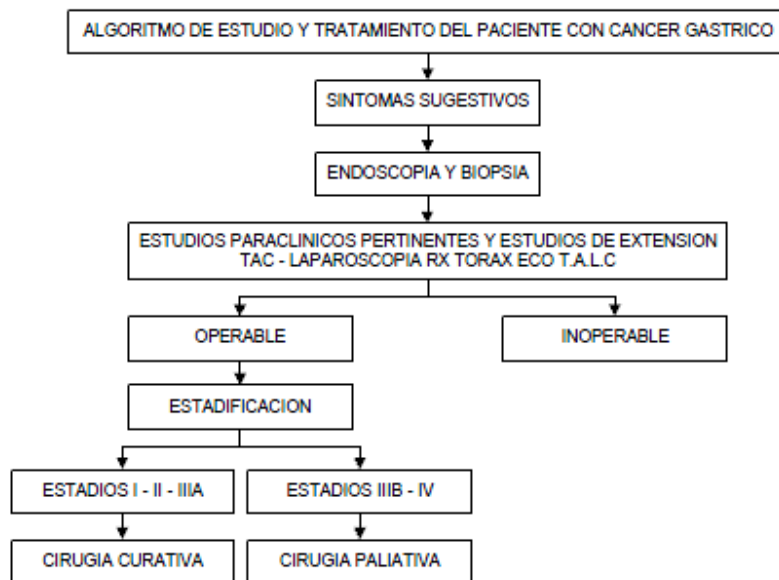 ALGORITMO DE ESTUDIO Y TRATAMIENTO DEL PACIENTE CON CANCER GASTRICO
SINTOMAS SUGESTIVOS
ENDOSCOPIA Y BIOPSIA
ESTUDIOS PARACLINICOS PERTINENTES Y ESTUDIOS DE EXTENSION
TAC - LAPAROSCOPIA RX TORAX ECO T.A.L.C
OPERABLE
INOPERABLE
ESTADIFICACION
ESTADIOS I - II - IIIA
ESTADIOS IIIB - IV
CIRUGIA CURATIVA
CIRUGIA PALIATIVA